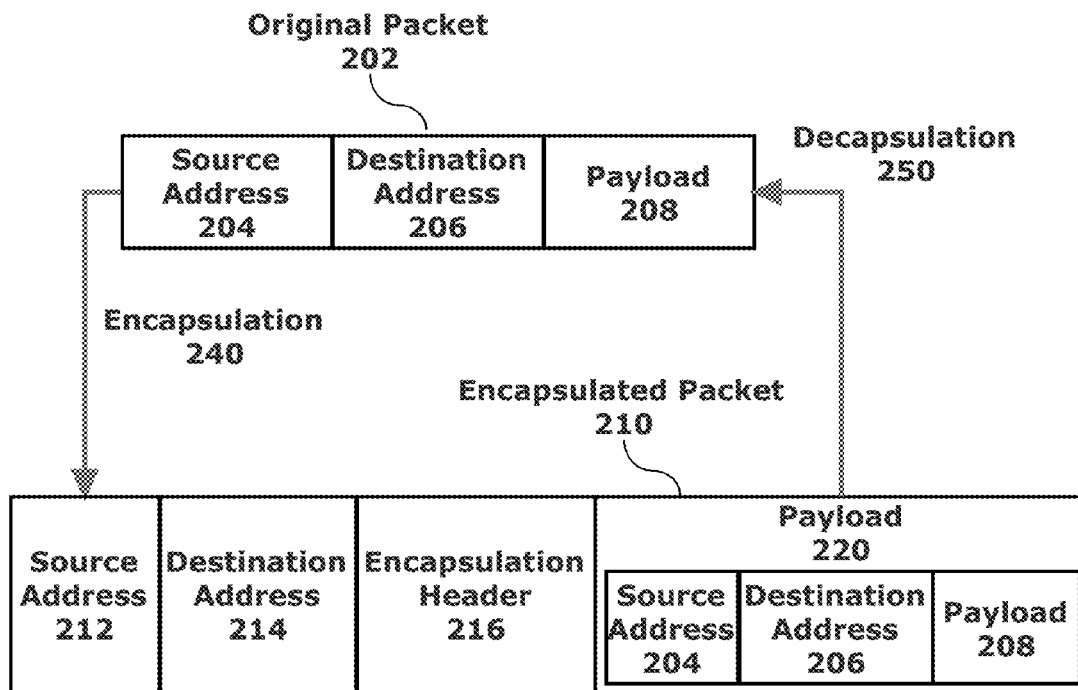 Original Packet
202
Source
Address
204
Destination
Address
206
Payload
208
Decapsulation
250
Encapsulation
240
Encapsulated Packet
210
Source
Address
212
Destination
Address
214
Encapsulation
Header
216
Payload
220
Source
Address
204
Destination
Address
206
Payload
208